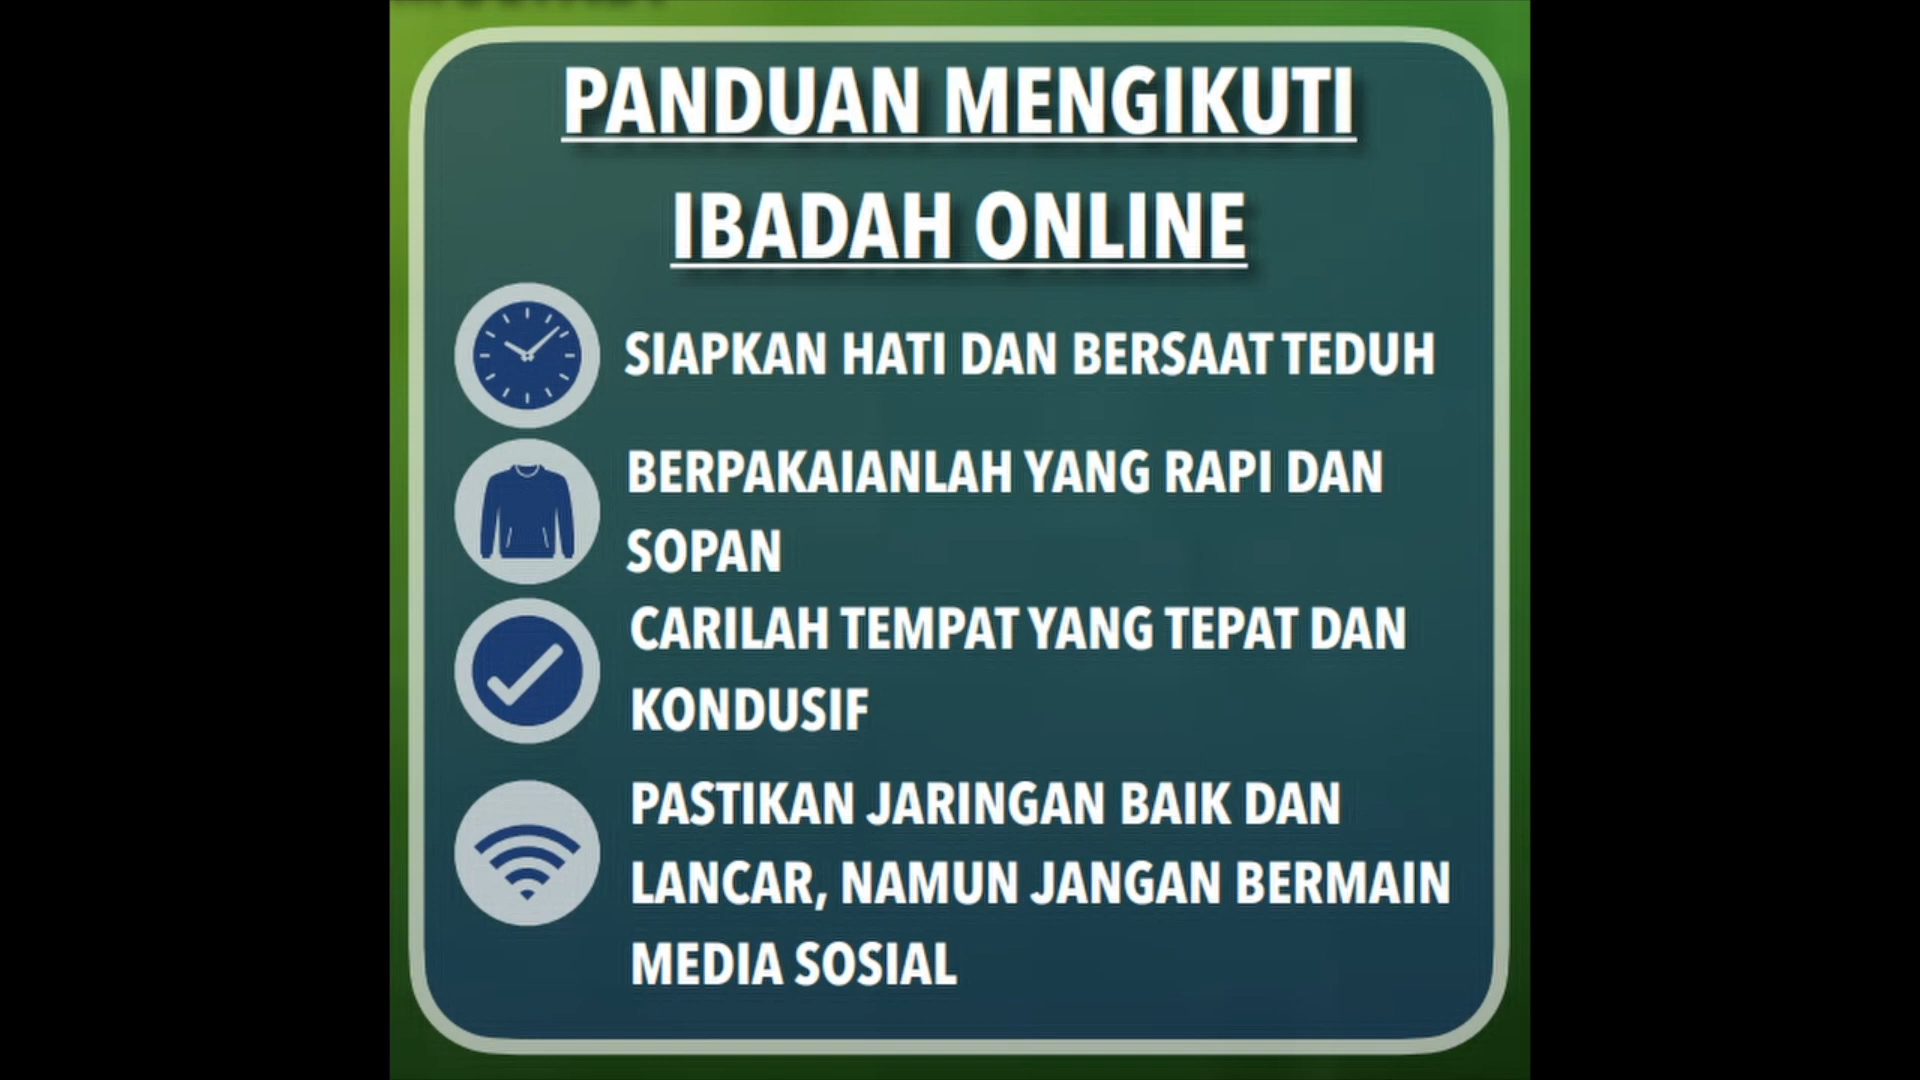 PANDUAN MENGIKUTI
IBADAH ONLINE
SIAPKAN HATI DAN BERSAAT TEDUH
BERPAKAIANLAH YANG RAPI DAN
SOPAN
CARILAH TEMPAT YANG TEPAT DAN
KONDUSIF
PASTIKAN JARINGAN BAIK DAN
LANCAR, NAMUN JANGAN BERMAIN
MEDIA SOSIAL